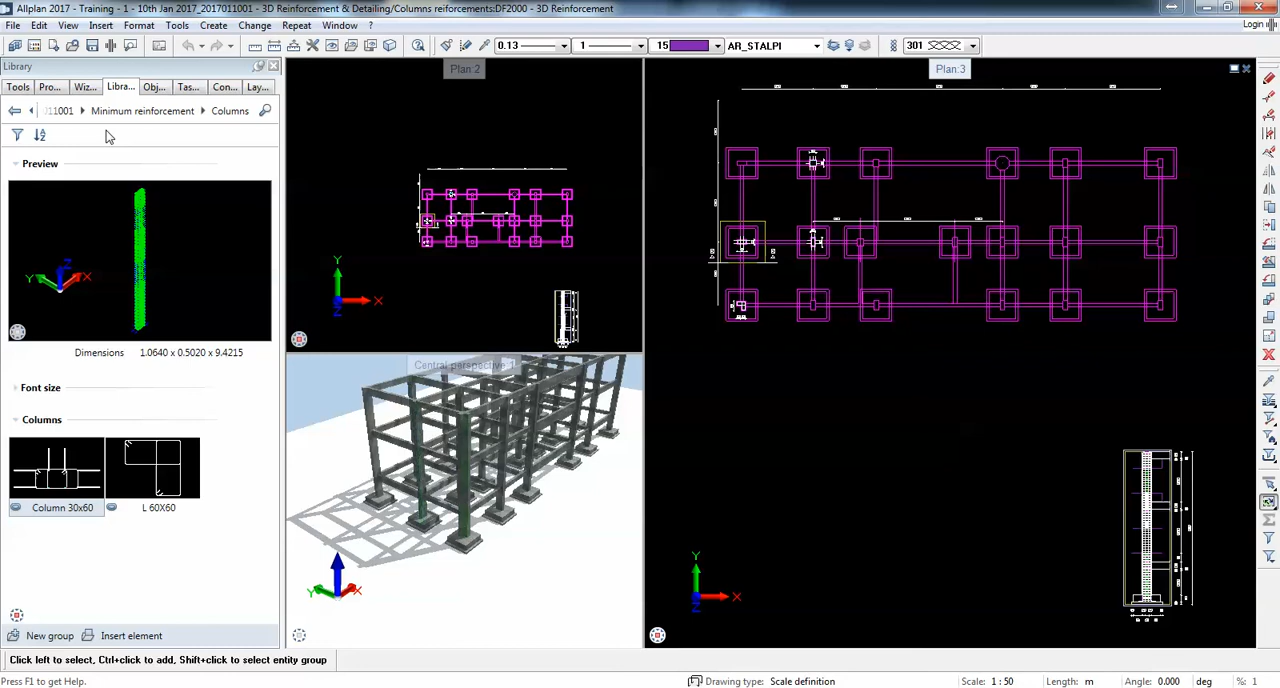 Allplan 2017 - Training - 1 - 10th Jan 2017_2017011001 - 3D Reinforcement & Detailing/Columns reiforcements:DF2000 - 3D Reinforcement
File Edit View Insert Format Tools Create Change Repeat Window ? Login
0.13 1 15 AR_STALPI 301
Library
Tools Pro... Wiz... Libra... Obj... Tas... Con... Lay...
J11001 Minimum reinforcement Columns
Preview
Z
Y X
Dimensions 1.0640 x 0.5020 x 9.4215
Font size
Columns
Column 30x60 L 60X60
New group Insert element
Plan:2
Y
X
Z
Central perspective
Z
Y X
Plan:3
Y
X
Z
Click left to select, Ctrl+click to add, Shift+click to select entity group
Press F1 to get Help. Drawing type: Scale definition Scale: 1 : 50 Length: m Angle: 0.000 deg %: 1